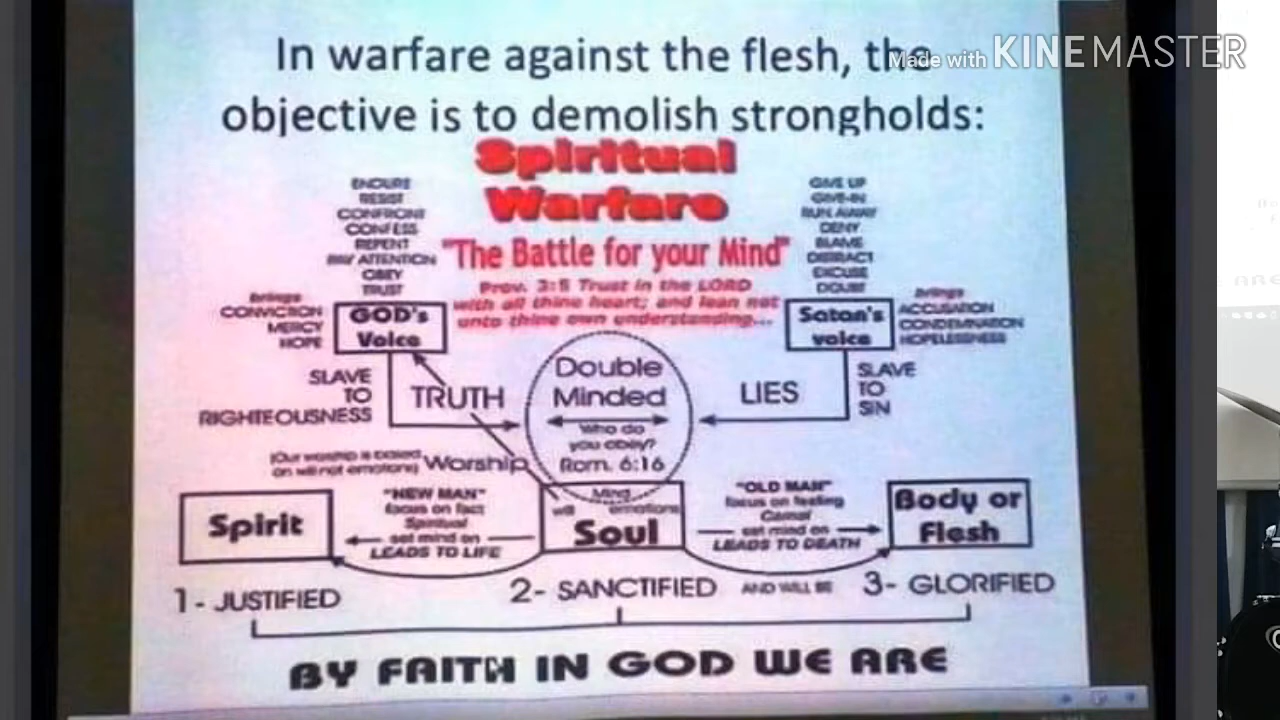 In warfare against the flesh, the
objective is to demolish strongholds:
Made with KINEMASTER
Spiritual
Warfare
"The Battle for your Mind"
Prov. 3:5 Trust in the LORD
with all thine heart; and lean not
unto thine own understanding...
ENDURE
RESIST
CONFRONT
CONFESS
REPENT
PAY ATTENTION
OBEY
TRUST
GIVE UP
GIVE-IN
RUN AWAY
DENY
BLAME
DISTRACT
EXCUSE
DOUBT
brings
CONVICTION
MERCY
HOPE
GOD's
Voice
Satan's
voice
brings
ACCUSATION
CONDEMNATION
HOPELESSNESS
SLAVE
TO
RIGHTEOUSNESS
TRUTH
Double
Minded
Who do
you obey?
Rom. 6:16
LIES
SLAVE
TO
SIN
(Our worship is based
on will not emotions)
Worship
Spirit
"NEW MAN"
focus on fact
Spiritual
set mind on
LEADS TO LIFE
Mind
will emotions
Soul
"OLD MAN"
focus on feeling
Carnal
set mind on
LEADS TO DEATH
Body or
Flesh
1- JUSTIFIED
2- SANCTIFIED AND WILL BE 3- GLORIFIED
BY FAITH IN GOD WE ARE